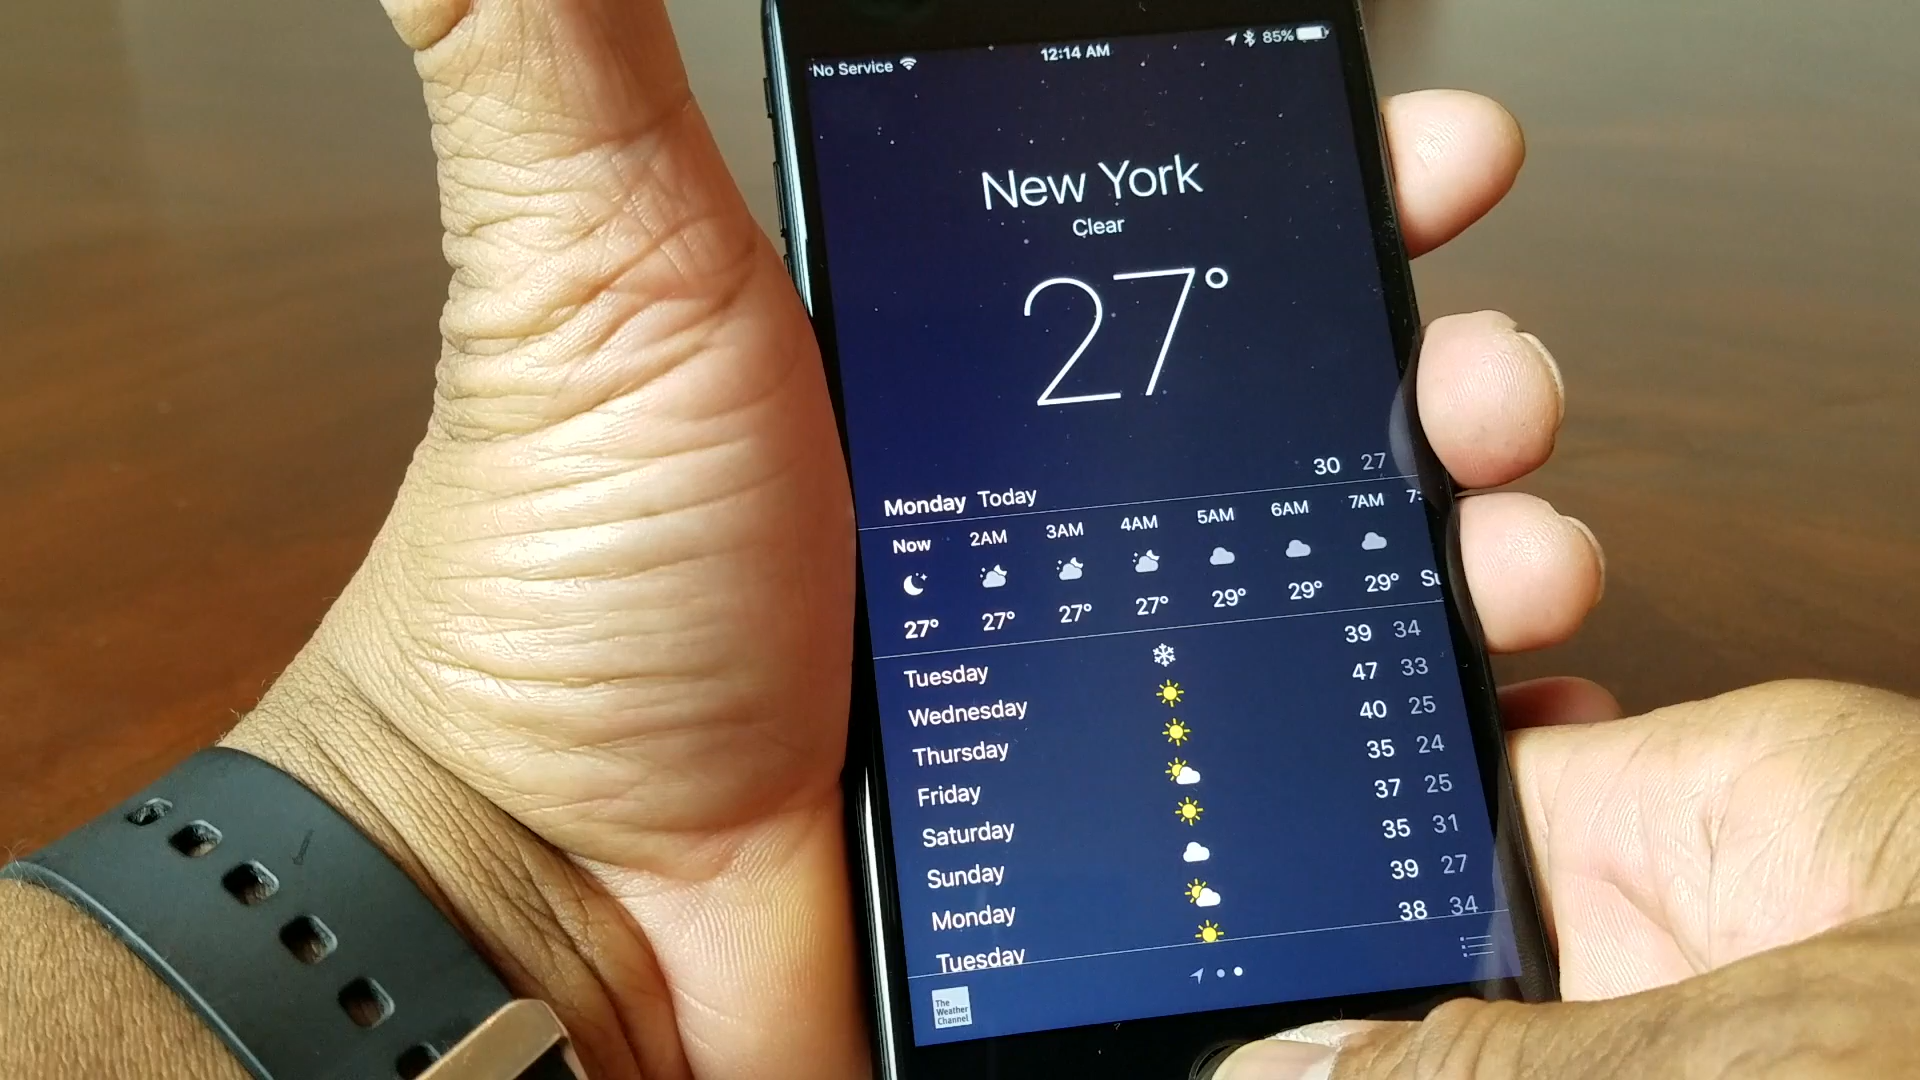 No Service 12:14 AM 85%
New York
Clear
27°
Monday Today 30 27
Now 2AM 3AM 4AM 5AM 6AM 7AM 7:
27° 27° 27° 27° 29° 29° 29° Su
Tuesday 39 34
Wednesday 47 33
Thursday 40 25
Friday 35 24
Saturday 37 25
Sunday 35 31
Monday 39 27
Tuesday 38 34
The
Weather
Channel